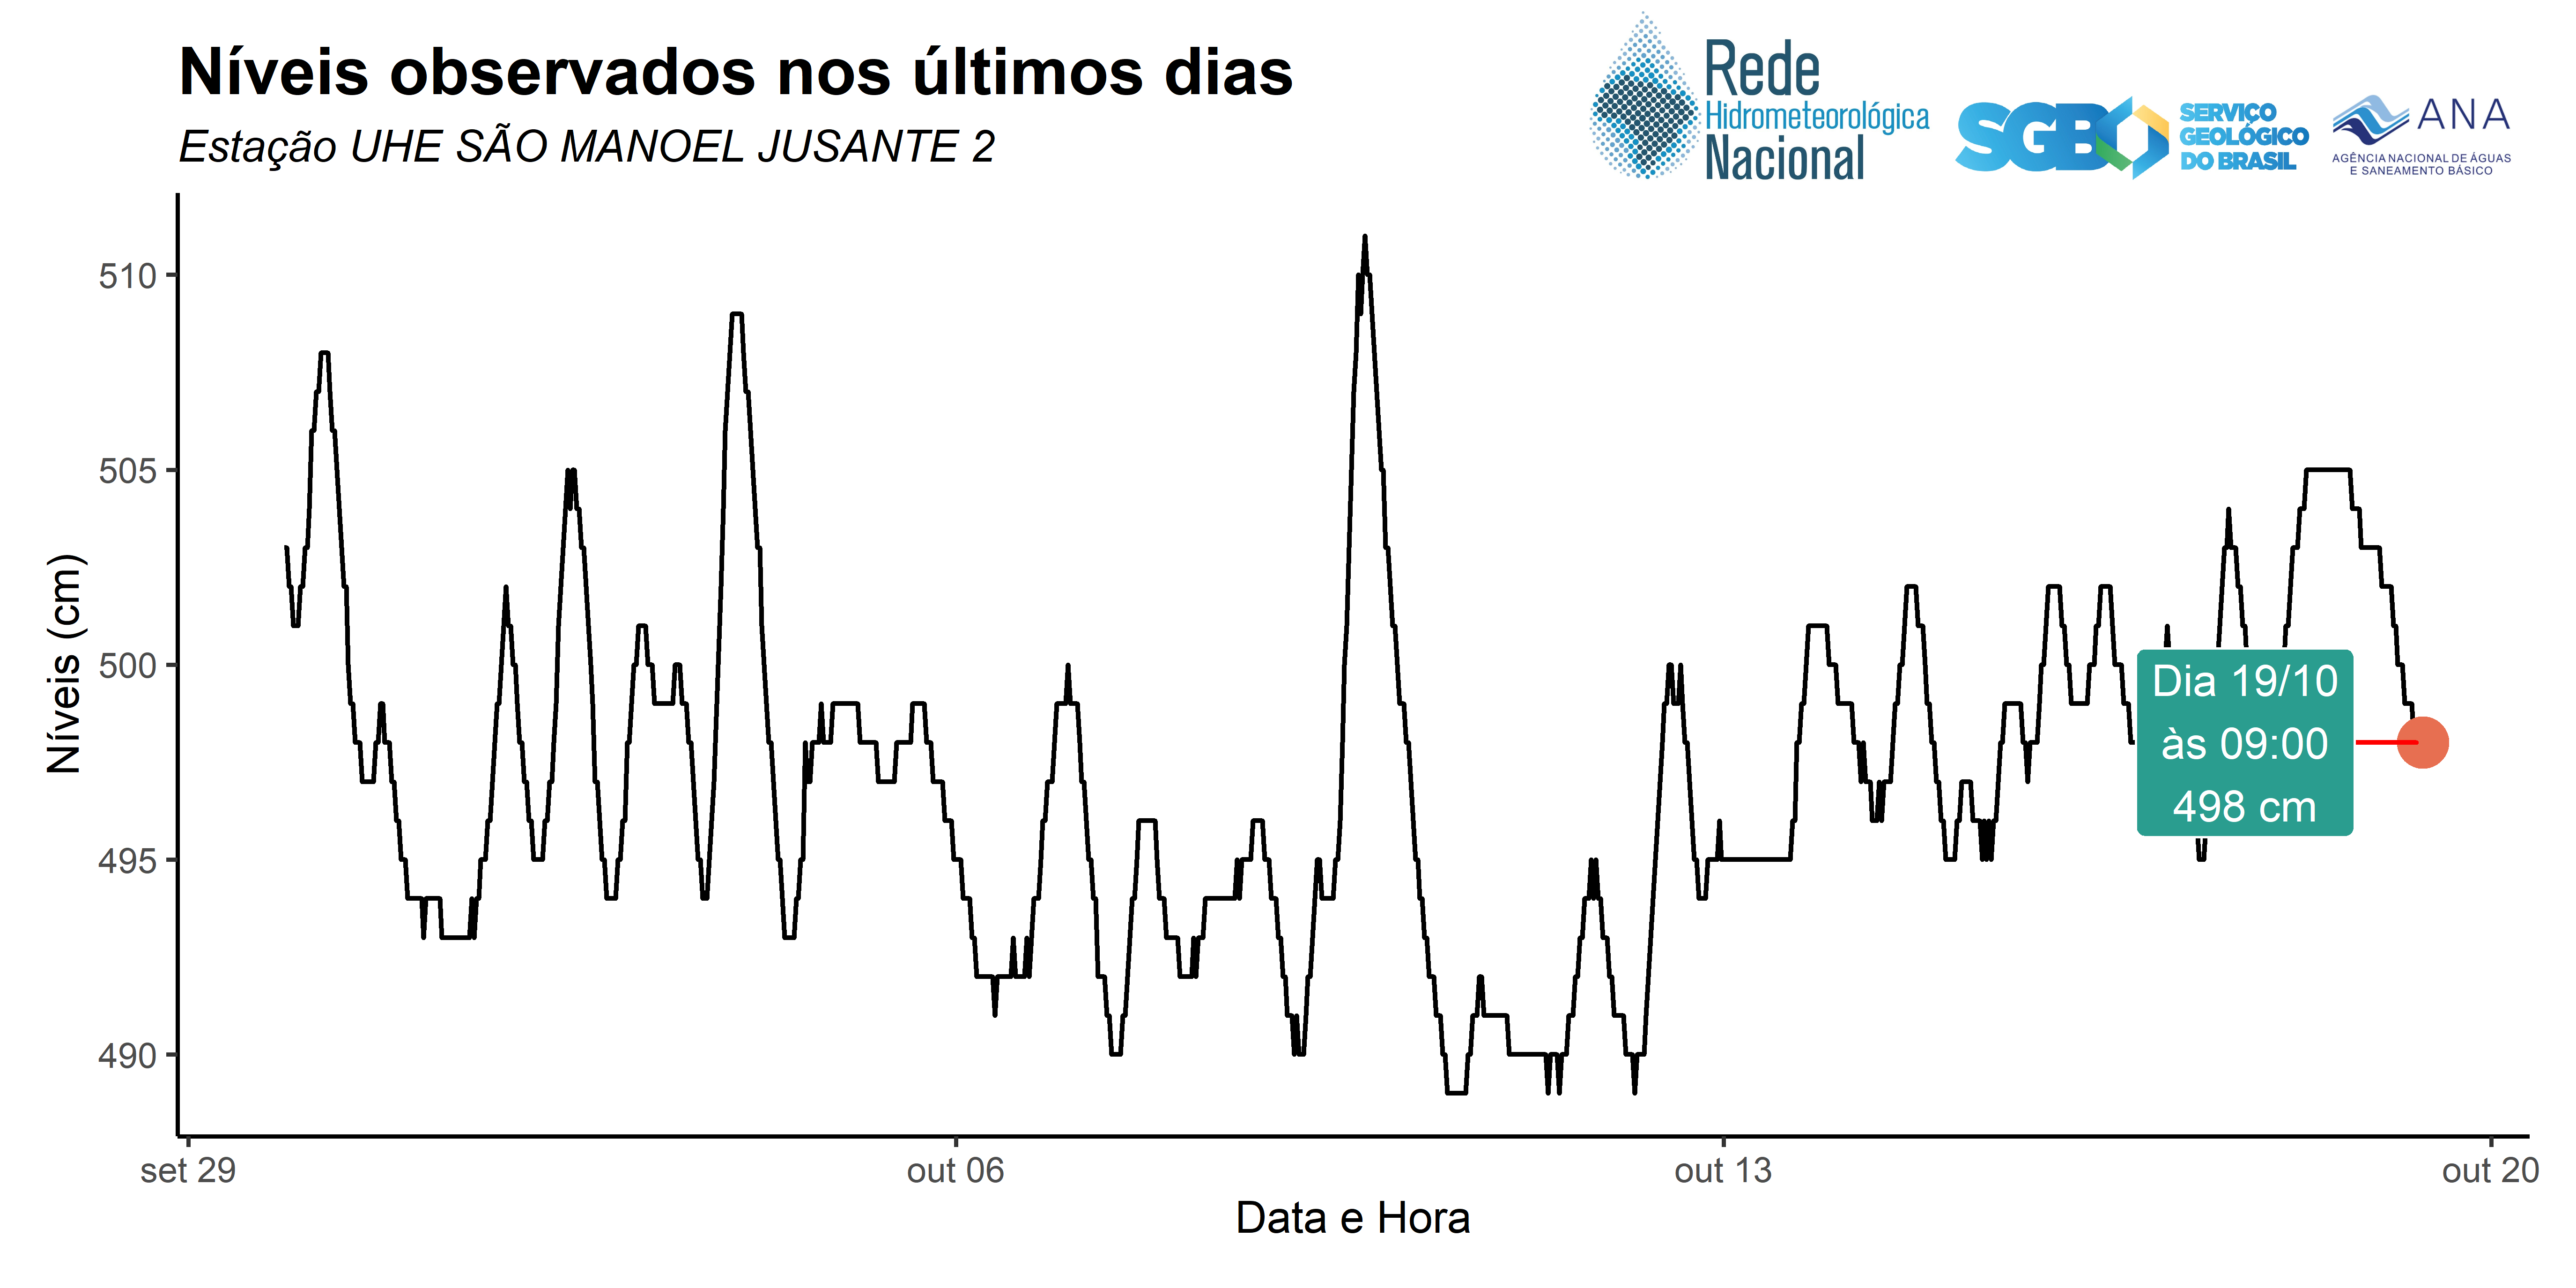 Níveis observados nos últimos dias
Estação UHE SÃO MANOEL JUSANTE 2
Rede
Hidrometeorológica
Nacional
SGB
SERVIÇO
GEOLÓGICO
DO BRASIL
ANA
AGÊNCIA NACIONAL DE ÁGUAS
E SANEAMENTO BÁSICO
Níveis (cm)
510
505
500
495
490
Dia 19/10
às 09:00
498 cm
set 29
out 06
out 13
out 20
Data e Hora